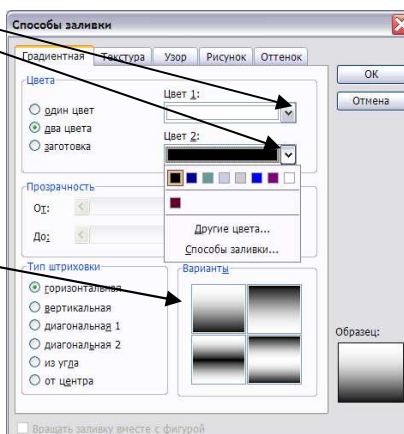 Способы заливки
Градиентная Текстура Узор Рисунок Оттенок
ОК
Отмена
Цвета
один цвет
два цвета
заготовка
Цвет 1:
Цвет 2:
Прозрачность
От:
До:
Другие цвета...
Способы заливки...
Тип штриховки
горизонтальная
вертикальная
диагональная 1
диагональная 2
из угла
от центра
Варианты
Образец:
Вращать заливку вместе с фигурой